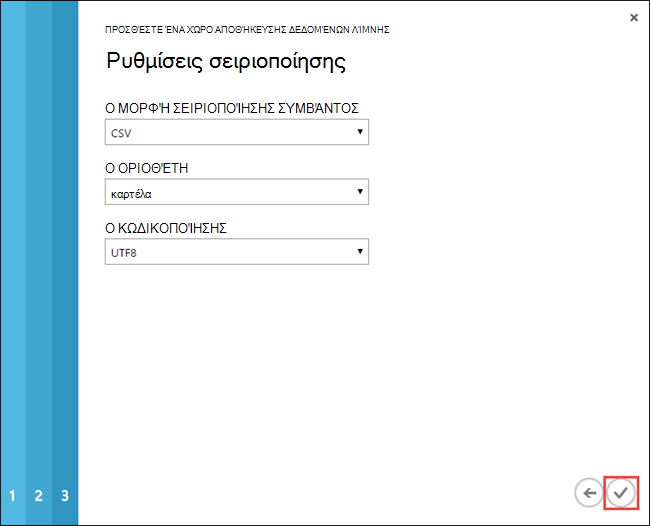 ΠΡΟΣΘΈΣΤΕ ΈΝΑ ΧΏΡΟ ΑΠΟΘΉΚΕΥΣΗΣ ΔΕΔΟΜΈΝΩΝ ΛΊΜΝΗΣ
Ρυθμίσεις σειριοποίησης
Ο ΜΟΡΦΉ ΣΕΙΡΙΟΠΟΊΗΣΗΣ ΣΥΜΒΆΝΤΟΣ
CSV
Ο ΟΡΙΟΘΈΤΗ
καρτέλα
Ο ΚΩΔΙΚΟΠΟΊΗΣΗΣ
UTF8
1 2 3